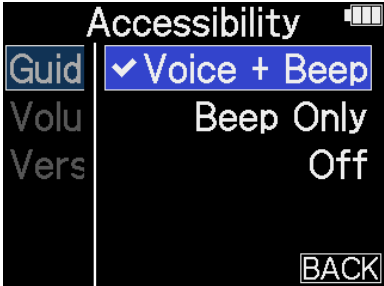 Accessibility
Guid
Voice + Beep
Volu
Beep Only
Vers
Off
BACK